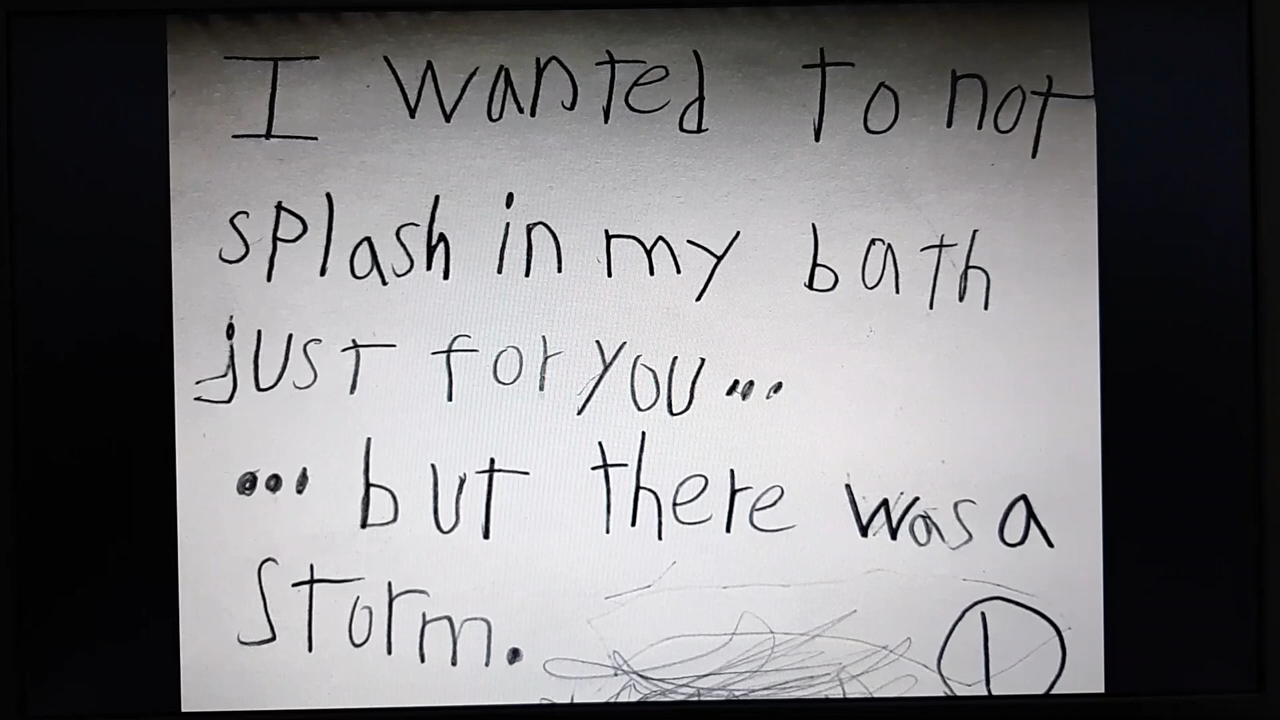 I wanted to not
splash in my bath
just for you...
...but there was a
storm.
1